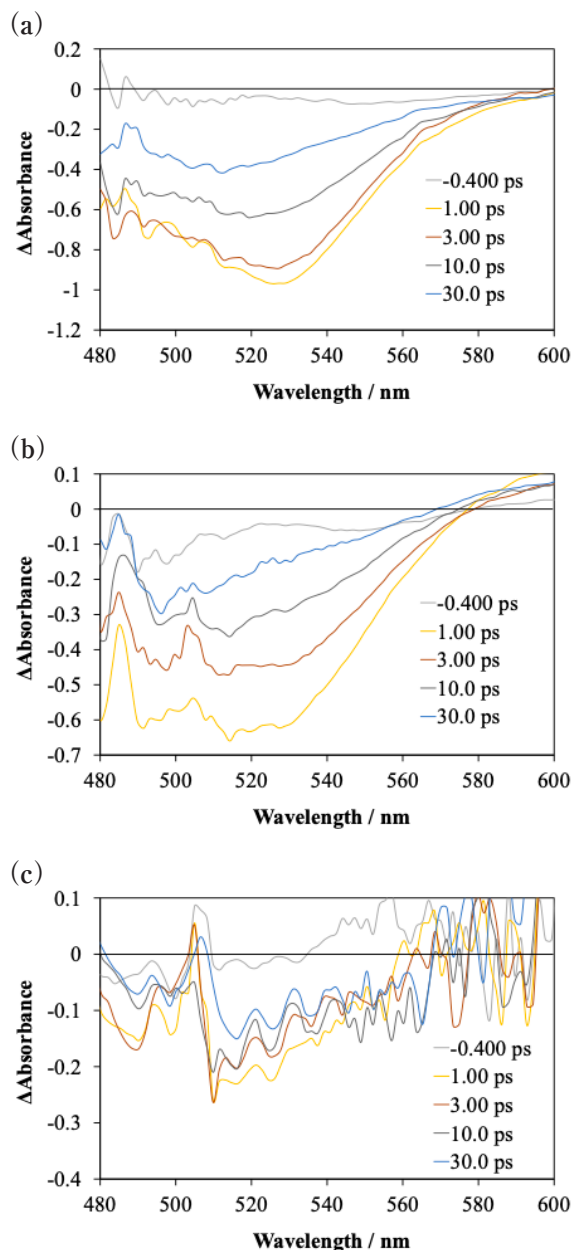 (a)
0.2
0
-0.2
-0.4
-0.6
-0.8
-1
-1.2
ΔAbsorbance
-0.400 ps
1.00 ps
3.00 ps
10.0 ps
30.0 ps
480 500 520 540 560 580 600
Wavelength / nm
(b)
0.1
0
-0.1
-0.2
-0.3
-0.4
-0.5
-0.6
-0.7
ΔAbsorbance
-0.400 ps
1.00 ps
3.00 ps
10.0 ps
30.0 ps
480 500 520 540 560 580 600
Wavelength / nm
(c)
0.1
0
-0.1
-0.2
-0.3
-0.4
ΔAbsorbance
-0.400 ps
1.00 ps
3.00 ps
10.0 ps
30.0 ps
480 500 520 540 560 580 600
Wavelength / nm